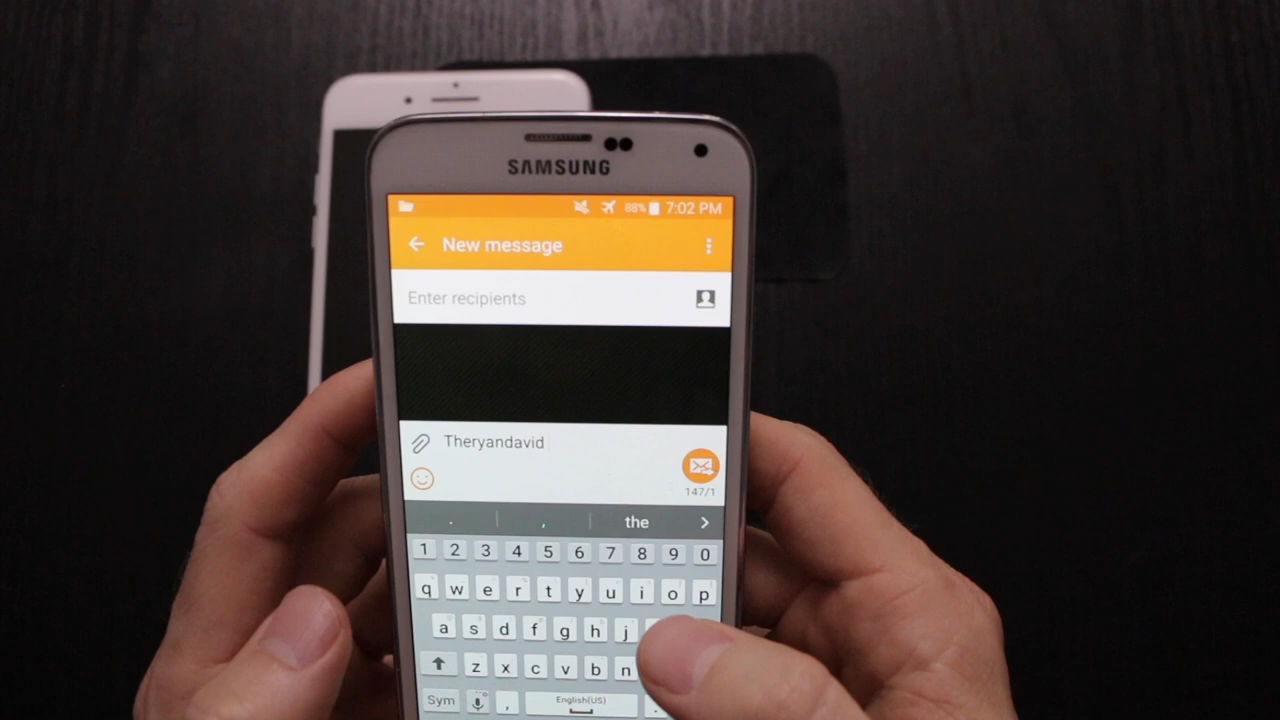 SAMSUNG
88% 7:02 PM
New message
Enter recipients
Theryandavid
147/1
. , the
1 2 3 4 5 6 7 8 9 0
q w e r t y u i o p
a s d f g h j
z x c v b n
Sym , English(US) .